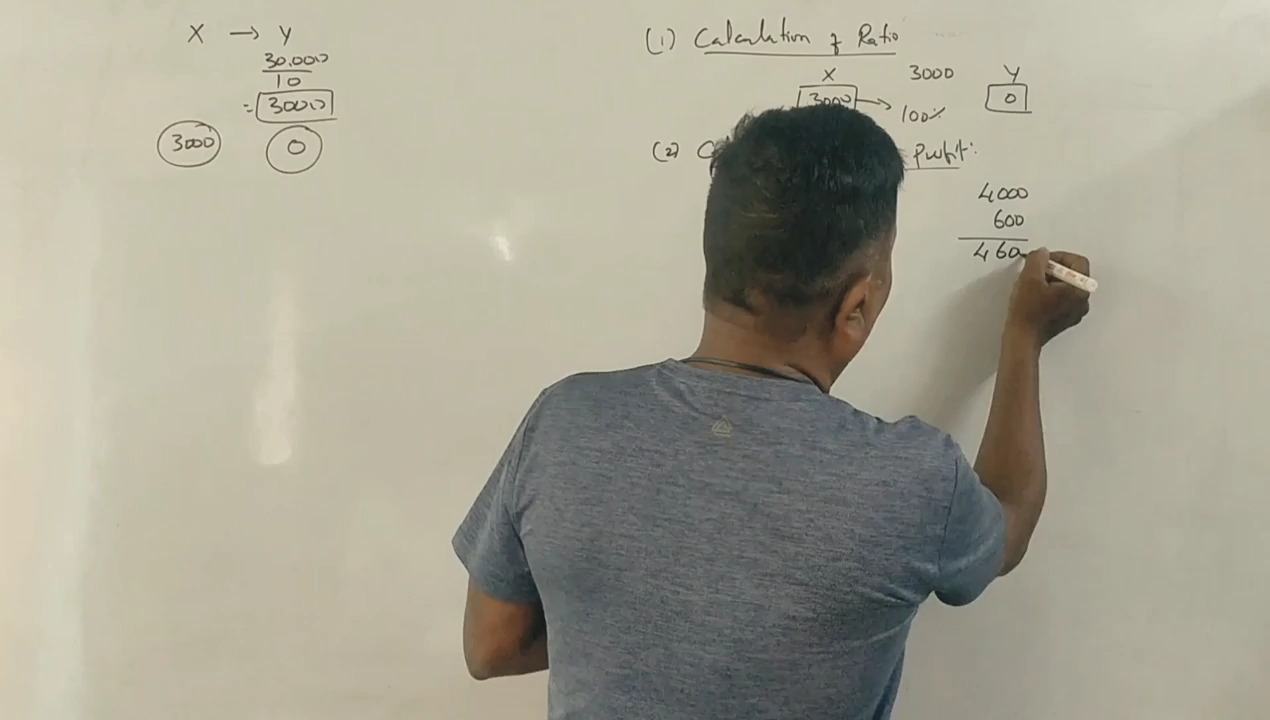 X → Y
30,000
10
= 3000
3000 0
(1) Calculation of Ratio
X 3000 Y
3000 → 100% 0
(2) C Profit:
4000
600
460